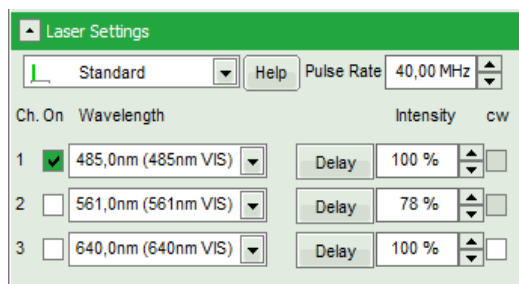 Laser Settings
Standard Help Pulse Rate 40,00 MHz
Ch. On Wavelength Intensity cw
1 485,0nm (485nm VIS) Delay 100 %
2 561,0nm (561nm VIS) Delay 78 %
3 640,0nm (640nm VIS) Delay 100 %